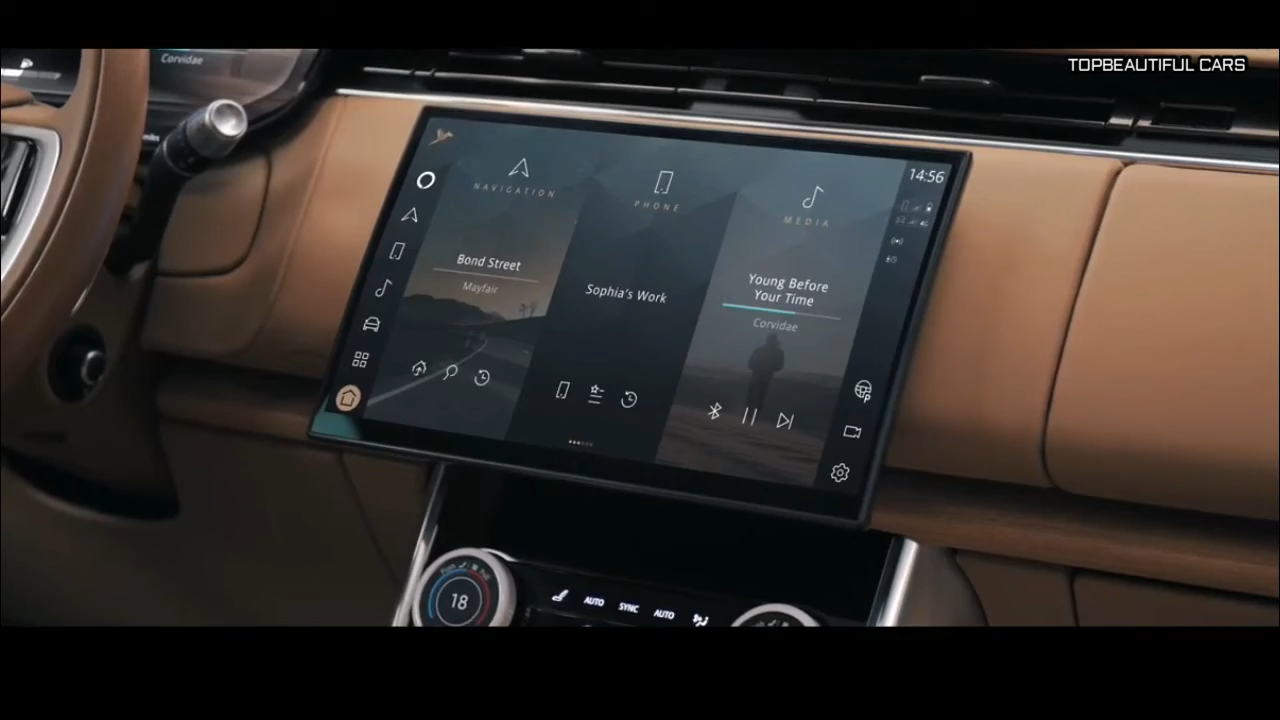 Corvidae
TOPBEAUTIFUL CARS
14:56
NAVIGATION
PHONE
MEDIA
Bond Street
Mayfair
Sophia's Work
Young Before
Your Time
Corvidae
18
AUTO
SYNC
AUTO